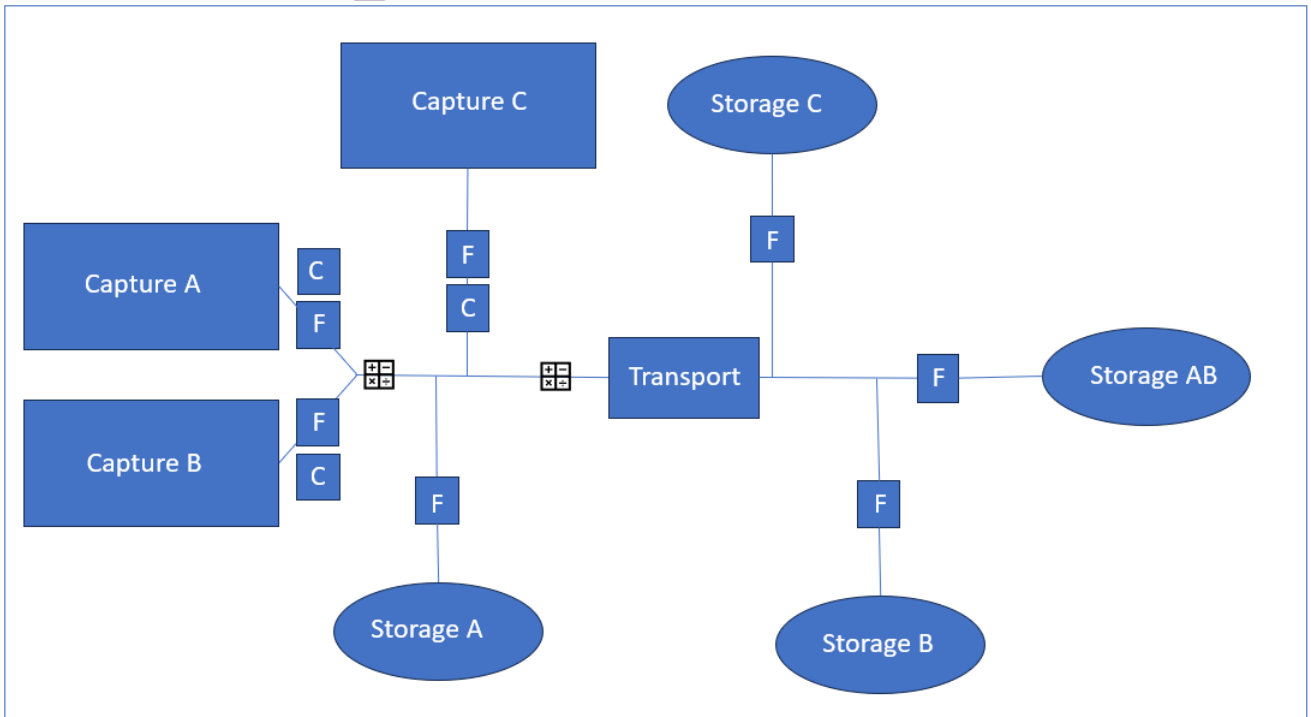 Capture C
Storage C
F
F
Capture A
C
F
C
+ −
× ÷
+ −
× ÷
Transport
F
Storage AB
F
Capture B
C
F
F
Storage A
Storage B